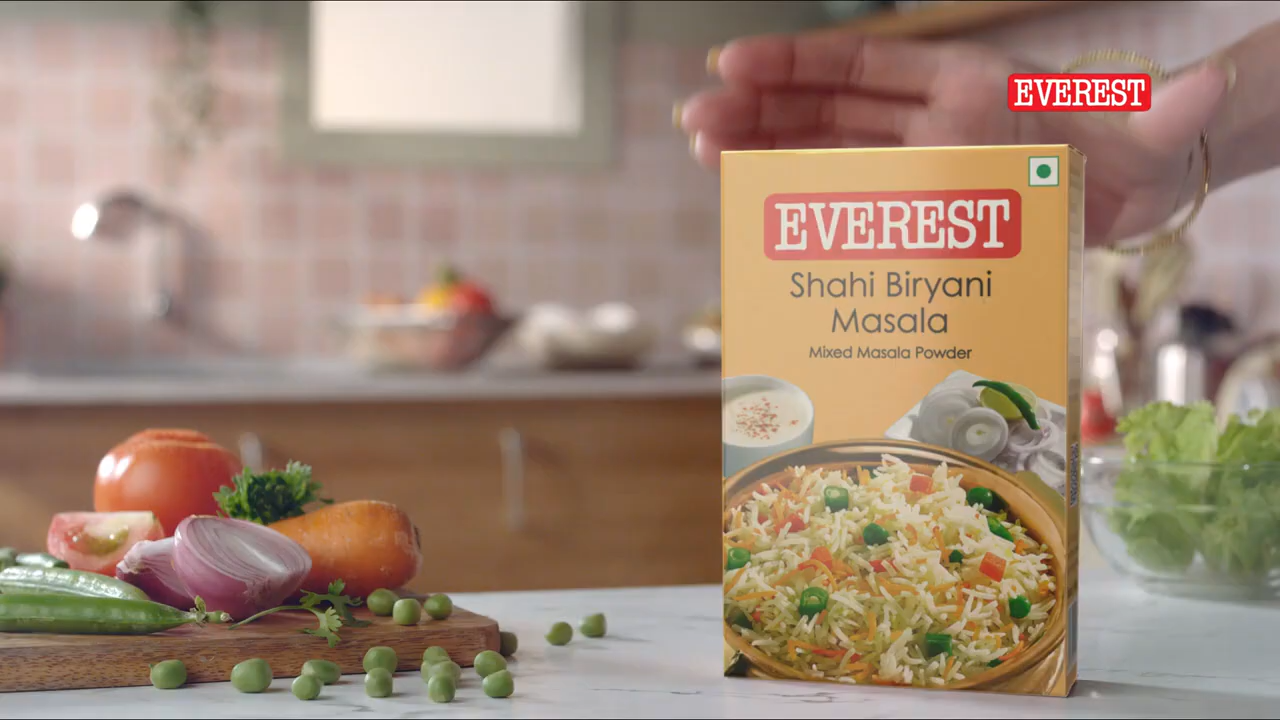 EVEREST
EVEREST
Shahi Biryani
Masala
Mixed Masala Powder